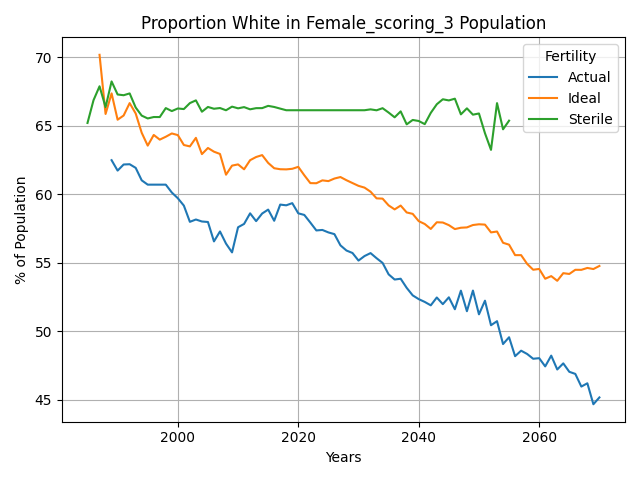 Proportion White in Female_scoring_3 Population
Fertility
Actual
Ideal
Sterile
% of Population
70
65
60
55
50
45
2000
2020
2040
2060
Years